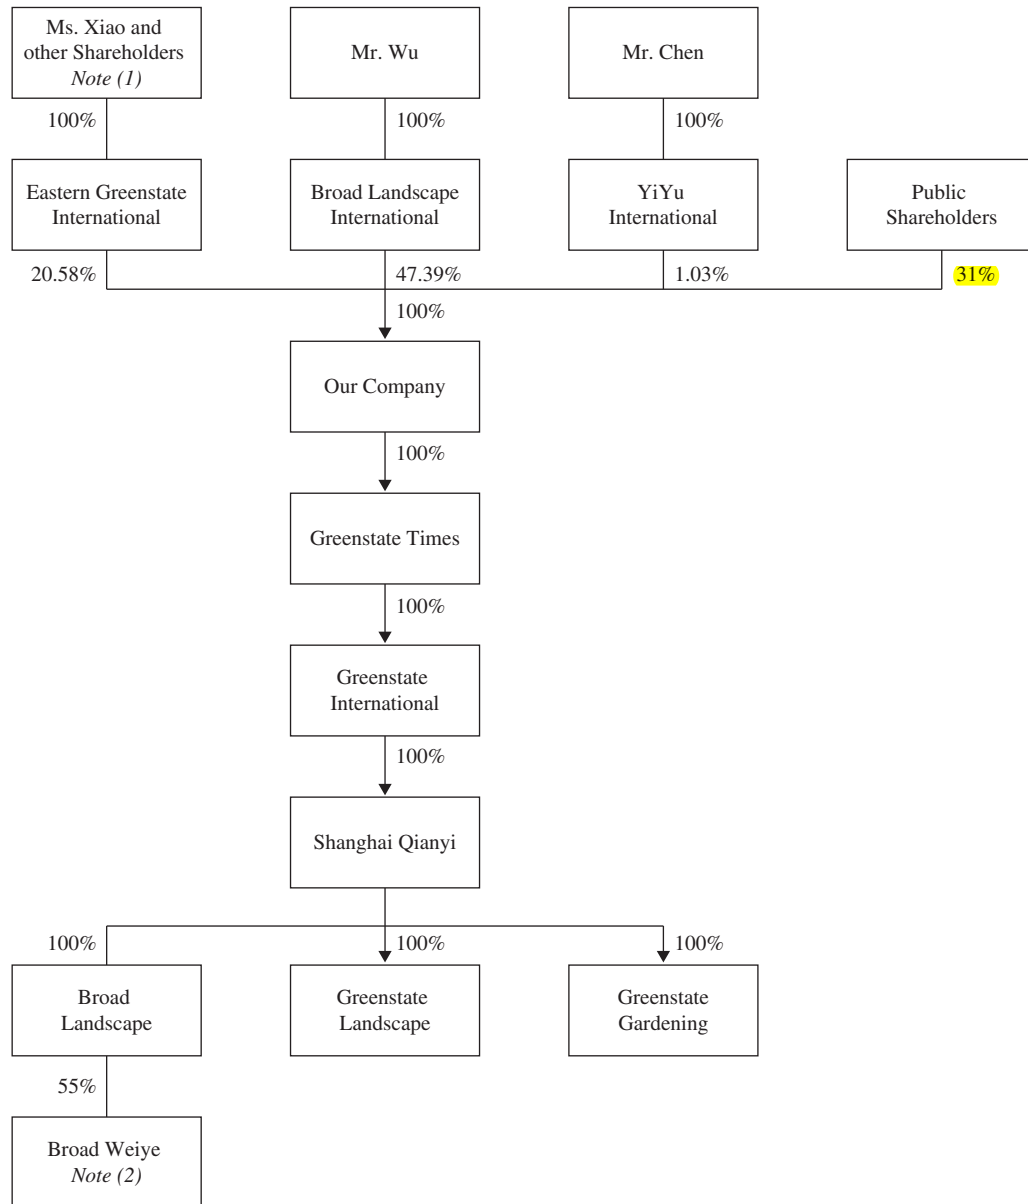 Ms. Xiao and
other Shareholders
Note (1)
Mr. Wu
Mr. Chen
100%
100%
100%
Eastern Greenstate
International
Broad Landscape
International
YiYu
International
Public
Shareholders
20.58%
47.39%
1.03%
31%
100%
Our Company
100%
Greenstate Times
100%
Greenstate
International
100%
Shanghai Qianyi
100%
100%
100%
Broad
Landscape
Greenstate
Landscape
Greenstate
Gardening
55%
Broad Weiye
Note (2)